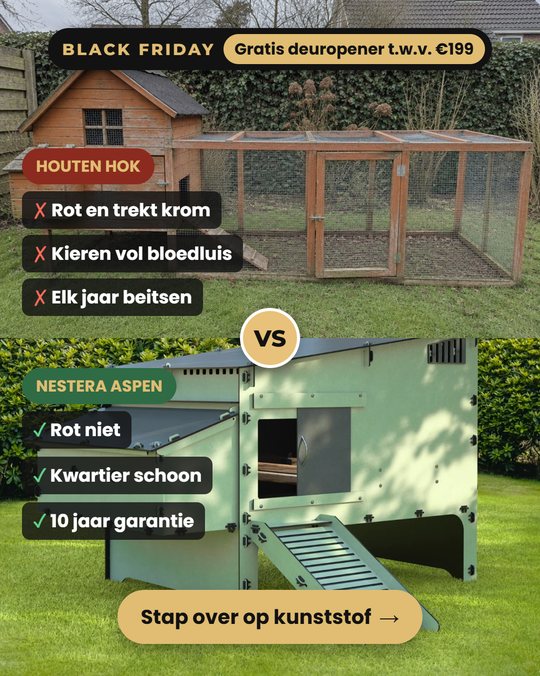 BLACK FRIDAY Gratis deuropener t.w.v. €199
HOUTEN HOK
✗ Rot en trekt krom
✗ Kieren vol bloedluis
✗ Elk jaar beitsen
VS
NESTERA ASPEN
✓ Rot niet
✓ Kwartier schoon
✓ 10 jaar garantie
Stap over op kunststof →